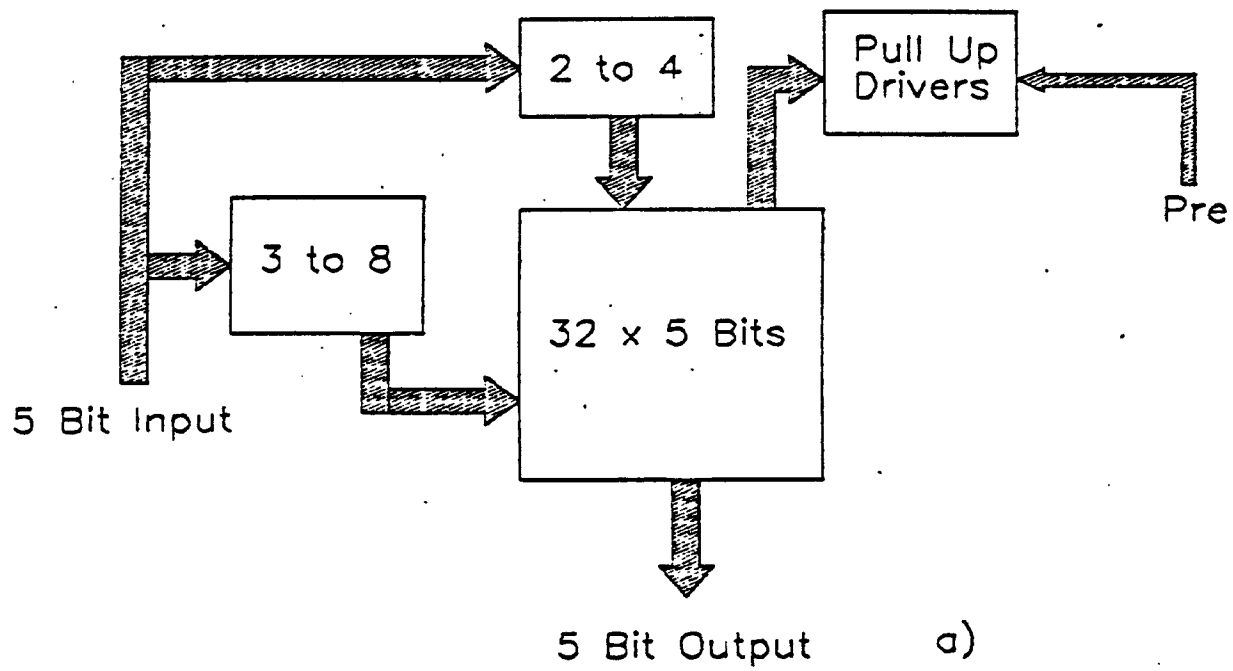 2 to 4
Pull Up
Drivers
Pre
3 to 8
32 x 5 Bits
5 Bit Input
5 Bit Output
a)